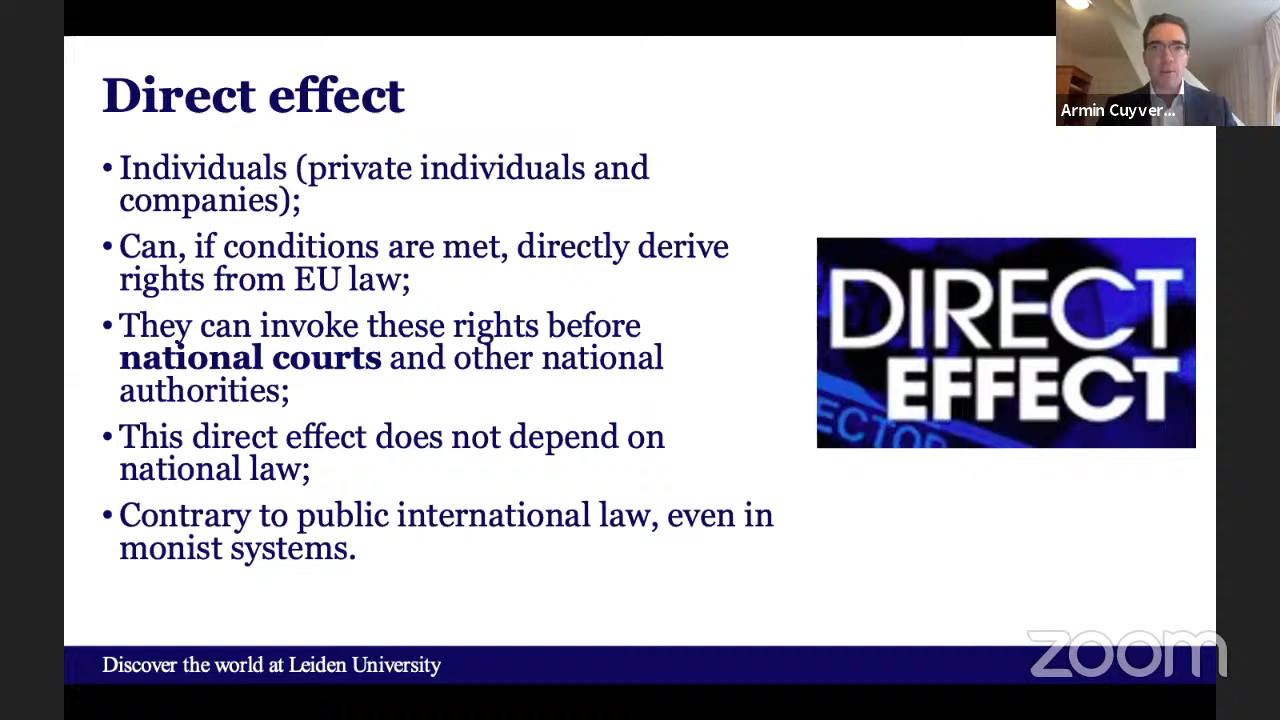 Direct effect
• Individuals (private individuals and
companies);
• Can, if conditions are met, directly derive
rights from EU law;
• They can invoke these rights before
national courts and other national
authorities;
• This direct effect does not depend on
national law;
• Contrary to public international law, even in
monist systems.
DIRECT
EFFECT
ECTOR
Armin Cuyver...
Discover the world at Leiden University
zoom